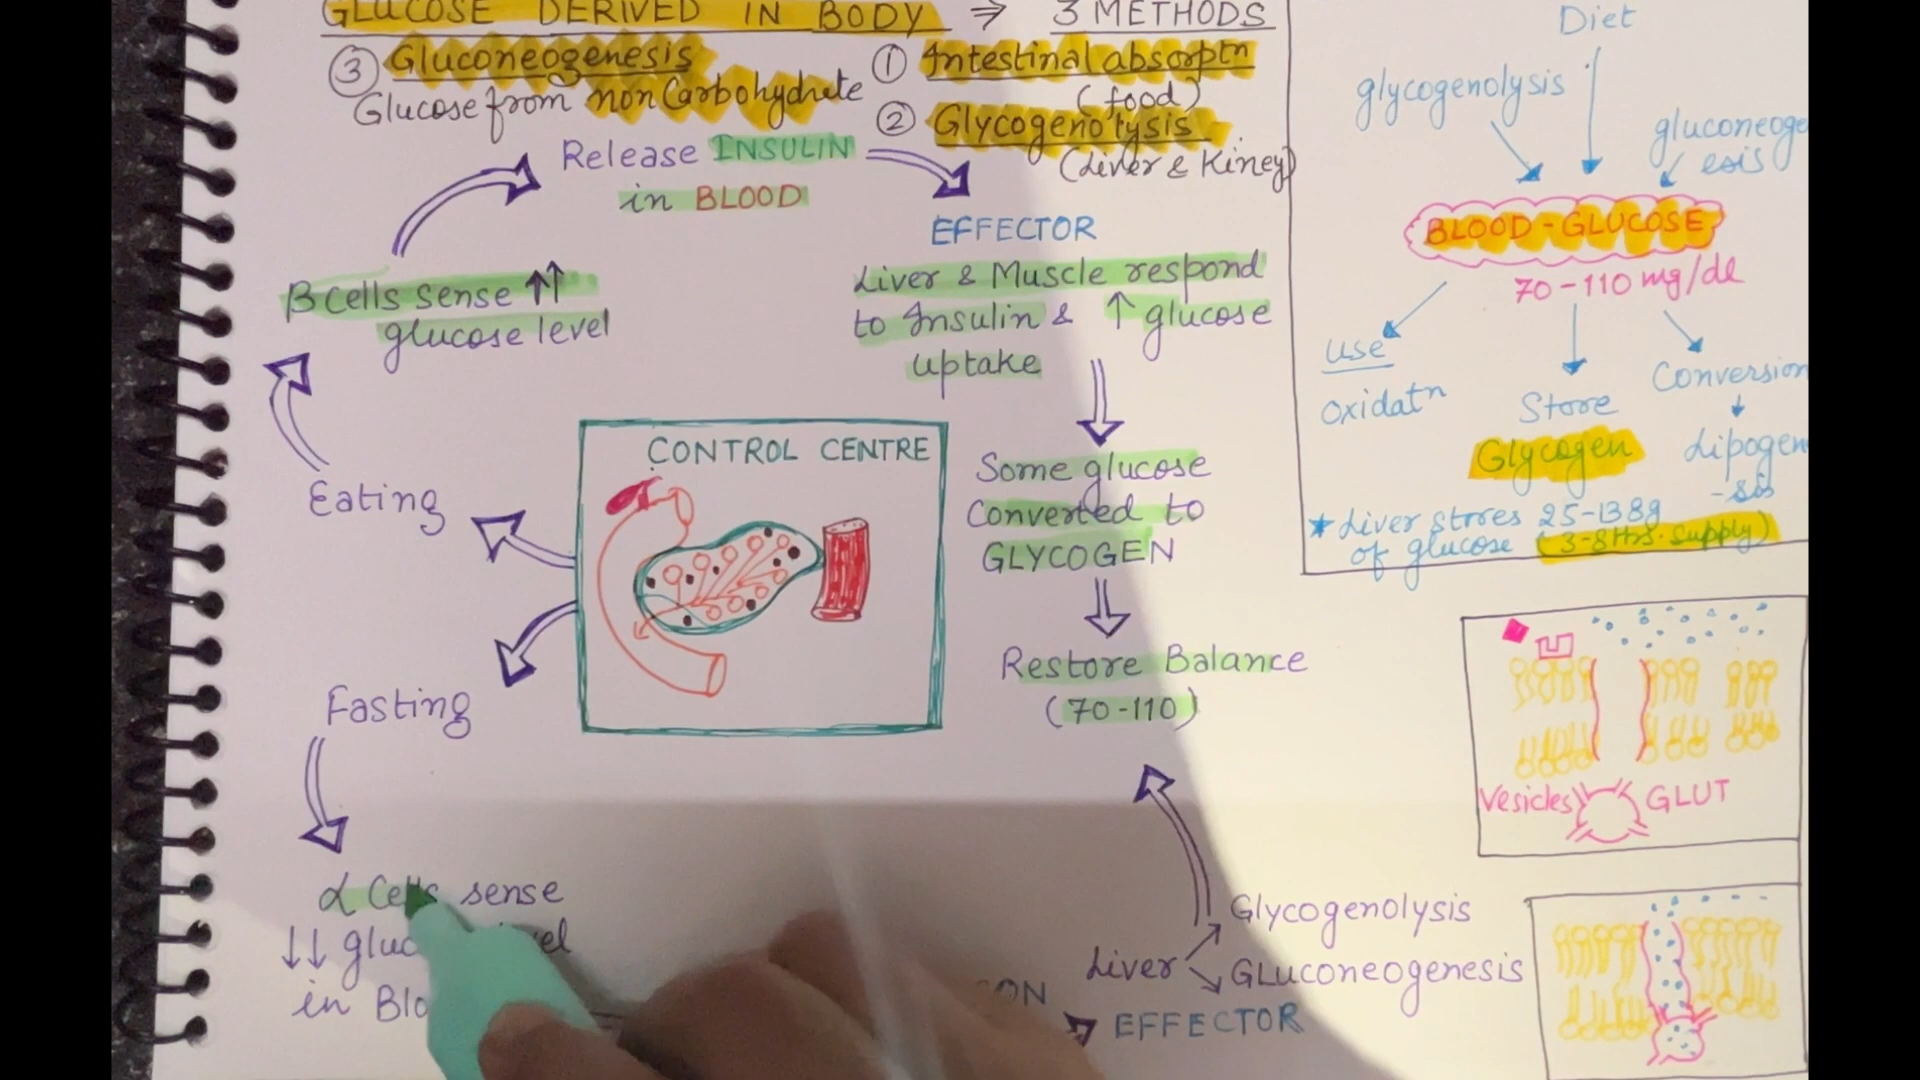 GLUCOSE DERIVED IN BODY ⇒ 3 METHODS
③ Gluconeogenesis
Glucose from non Carbohydrate
① Intestinal absorptn
(food)
② Glycogenolysis
(Liver & Kiney)
Release INSULIN
in BLOOD
β Cells sense ↑↑
glucose level
EFFECTOR
Liver & Muscle respond
to Insulin & ↑ glucose
uptake
Some glucose
Converted to
GLYCOGEN
Restore Balance
(70-110)
CONTROL CENTRE
Eating
Fasting
α Cells sense
↓↓
in
Liver
Glycogenolysis
Gluconeogenesis
EFFECTOR
Diet
glycogenolysis
gluconeoge
esis
BLOOD-GLUCOSE
70-110 mg/dl
use
oxidatn
Store
Glycogen
Conversion
Lipogen
-sis
* Liver stores 25-138g
of glucose (3-8Hrs. supply)
Vesicles
GLUT